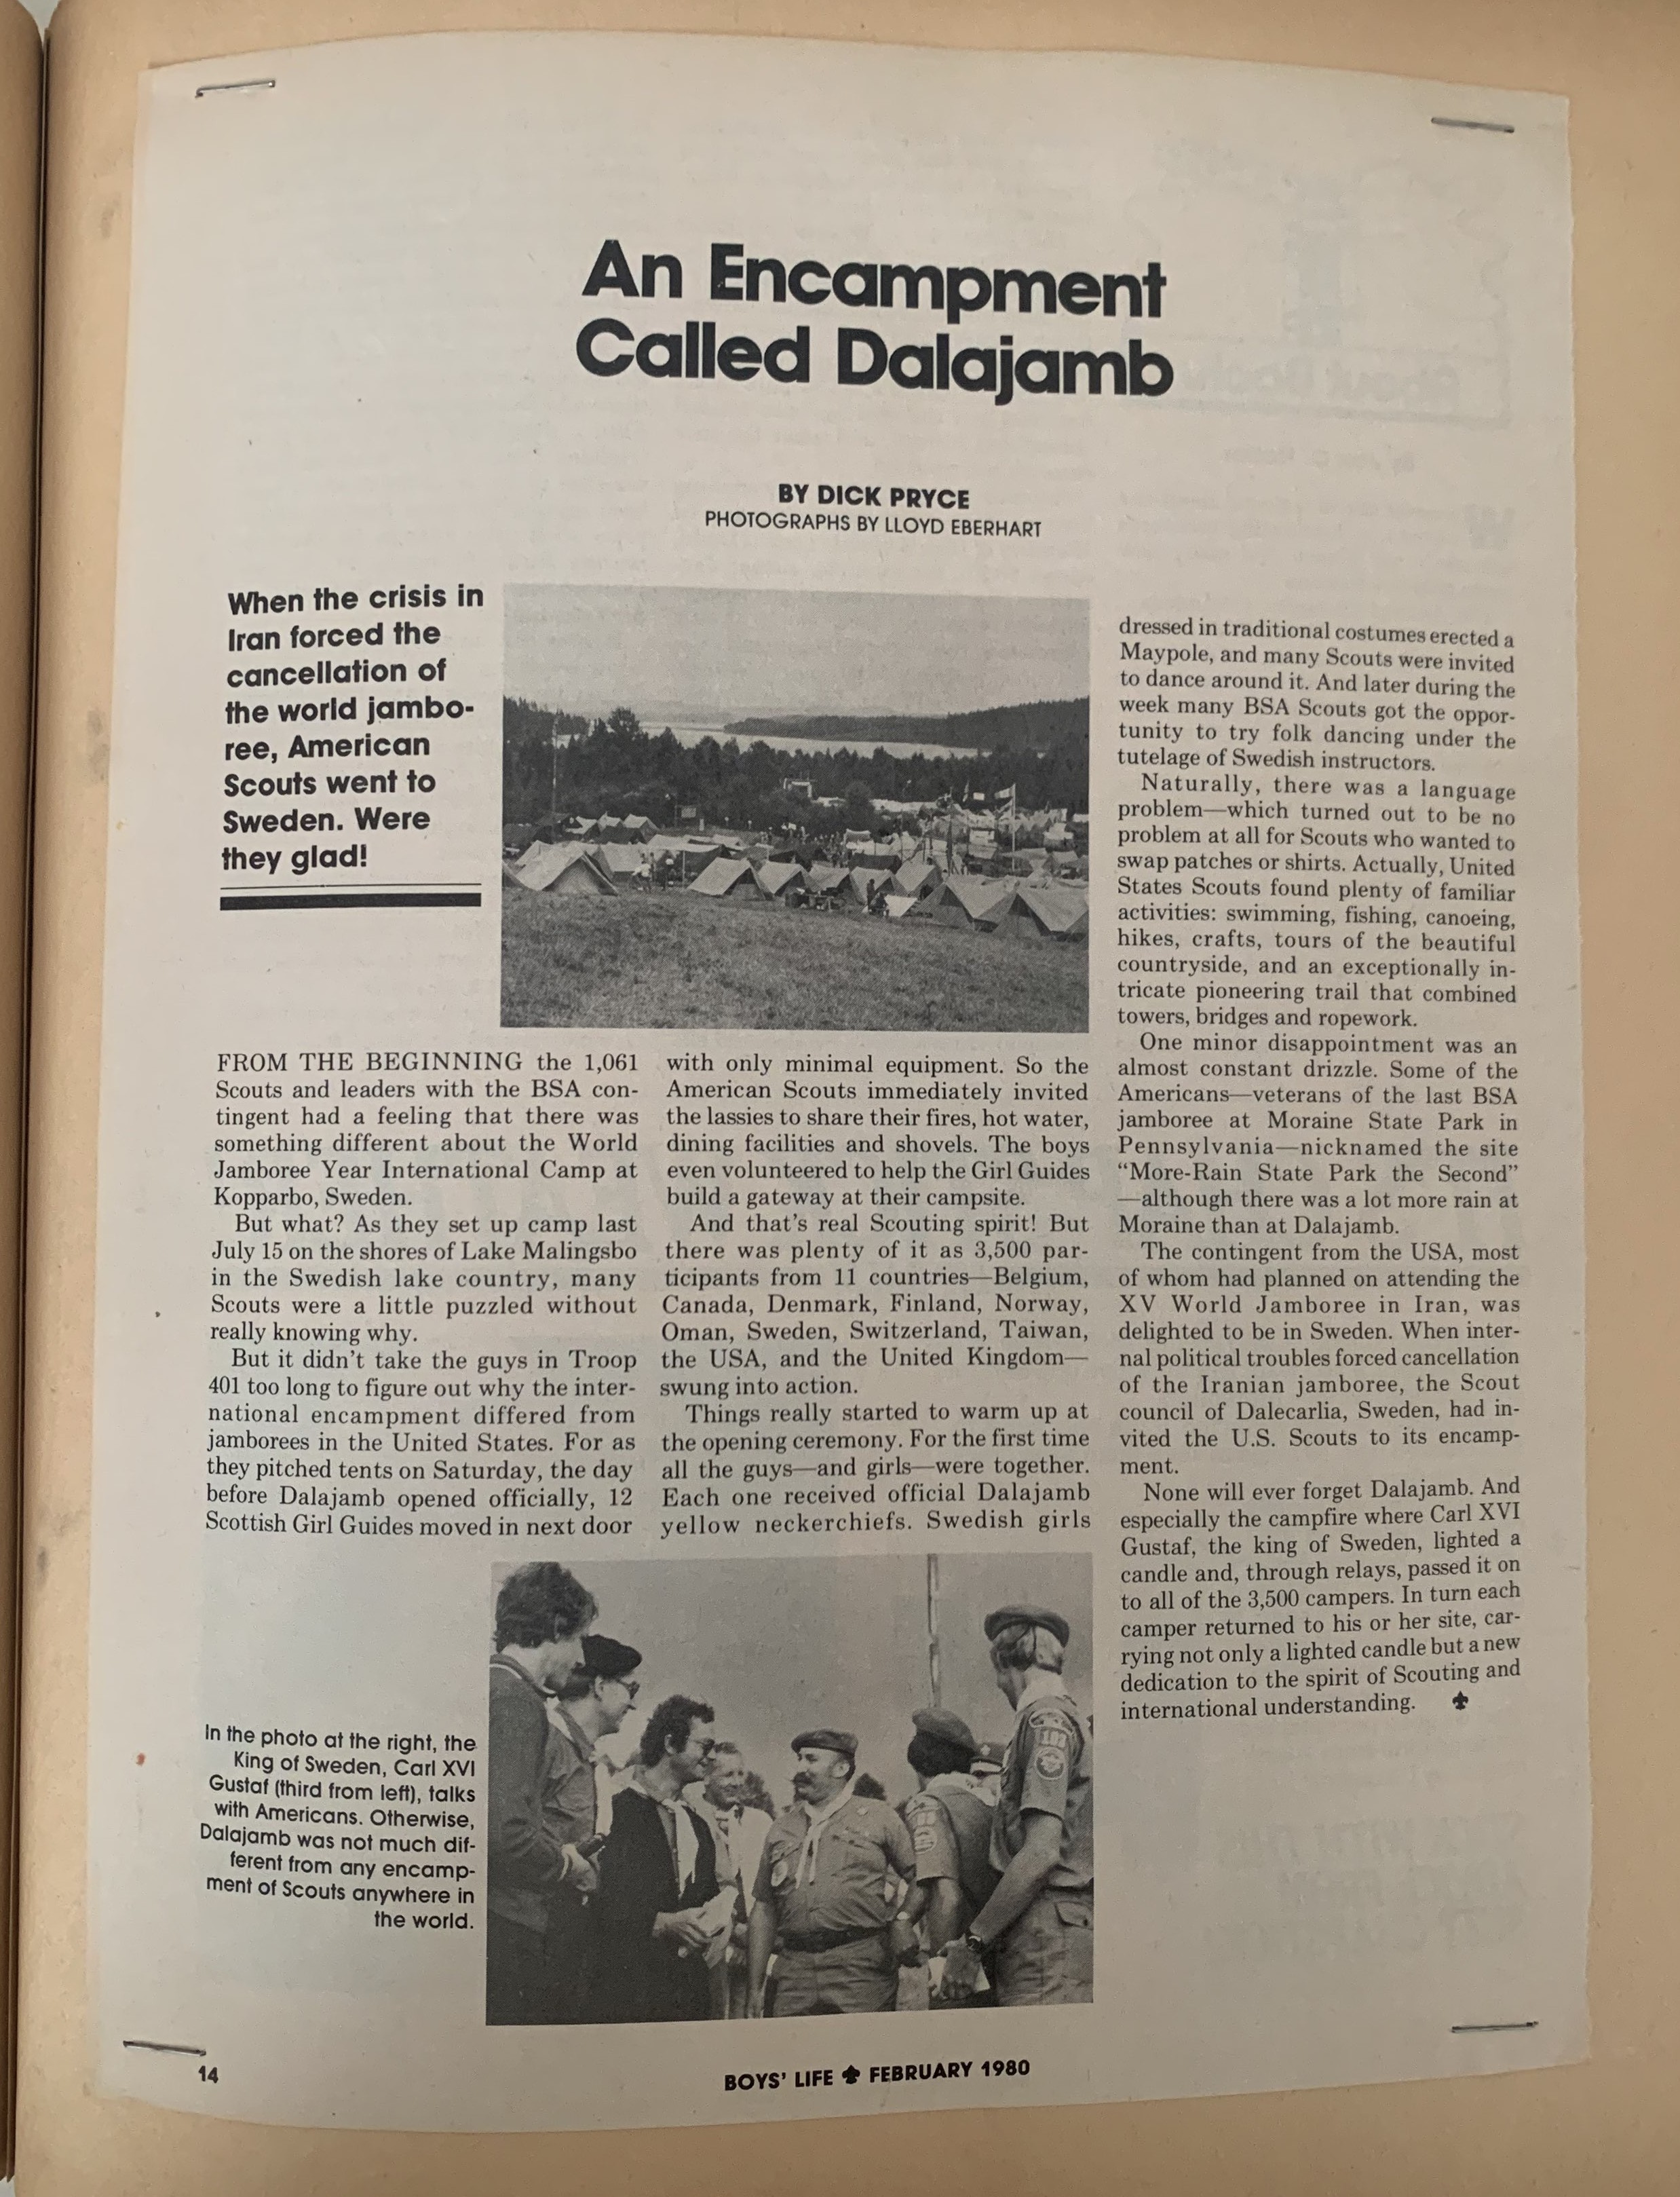 An Encampment
Called Dalajamb
BY DICK PRYCE
PHOTOGRAPHS BY LLOYD EBERHART
When the crisis in
Iran forced the
cancellation of
the world jambo-
ree, American
Scouts went to
Sweden. Were
they glad!
FROM THE BEGINNING the 1,061
Scouts and leaders with the BSA con-
tingent had a feeling that there was
something different about the World
Jamboree Year International Camp at
Kopparbo, Sweden.
But what? As they set up camp last
July 15 on the shores of Lake Malingsbo
in the Swedish lake country, many
Scouts were a little puzzled without
really knowing why.
But it didn't take the guys in Troop
401 too long to figure out why the inter-
national encampment differed from
jamborees in the United States. For as
they pitched tents on Saturday, the day
before Dalajamb opened officially, 12
Scottish Girl Guides moved in next door
with only minimal equipment. So the
American Scouts immediately invited
the lassies to share their fires, hot water,
dining facilities and shovels. The boys
even volunteered to help the Girl Guides
build a gateway at their campsite.
And that's real Scouting spirit! But
there was plenty of it as 3,500 par-
ticipants from 11 countries—Belgium,
Canada, Denmark, Finland, Norway,
Oman, Sweden, Switzerland, Taiwan,
the USA, and the United Kingdom—
swung into action.
Things really started to warm up at
the opening ceremony. For the first time
all the guys—and girls—were together.
Each one received official Dalajamb
yellow neckerchiefs. Swedish girls
dressed in traditional costumes erected a
Maypole, and many Scouts were invited
to dance around it. And later during the
week many BSA Scouts got the oppor-
tunity to try folk dancing under the
tutelage of Swedish instructors.
Naturally, there was a language
problem—which turned out to be no
problem at all for Scouts who wanted to
swap patches or shirts. Actually, United
States Scouts found plenty of familiar
activities: swimming, fishing, canoeing,
hikes, crafts, tours of the beautiful
countryside, and an exceptionally in-
tricate pioneering trail that combined
towers, bridges and ropework.
One minor disappointment was an
almost constant drizzle. Some of the
Americans—veterans of the last BSA
jamboree at Moraine State Park in
Pennsylvania—nicknamed the site
“More-Rain State Park the Second”
—although there was a lot more rain at
Moraine than at Dalajamb.
The contingent from the USA, most
of whom had planned on attending the
XV World Jamboree in Iran, was
delighted to be in Sweden. When inter-
nal political troubles forced cancellation
of the Iranian jamboree, the Scout
council of Dalecarlia, Sweden, had in-
vited the U.S. Scouts to its encamp-
ment.
None will ever forget Dalajamb. And
especially the campfire where Carl XVI
Gustaf, the king of Sweden, lighted a
candle and, through relays, passed it on
to all of the 3,500 campers. In turn each
camper returned to his or her site, car-
rying not only a lighted candle but a new
dedication to the spirit of Scouting and
international understanding.
In the photo at the right, the
King of Sweden, Carl XVI
Gustaf (third from left), talks
with Americans. Otherwise,
Dalajamb was not much dif-
ferent from any encamp-
ment of Scouts anywhere in
the world.
14
BOYS' LIFE FEBRUARY 1980